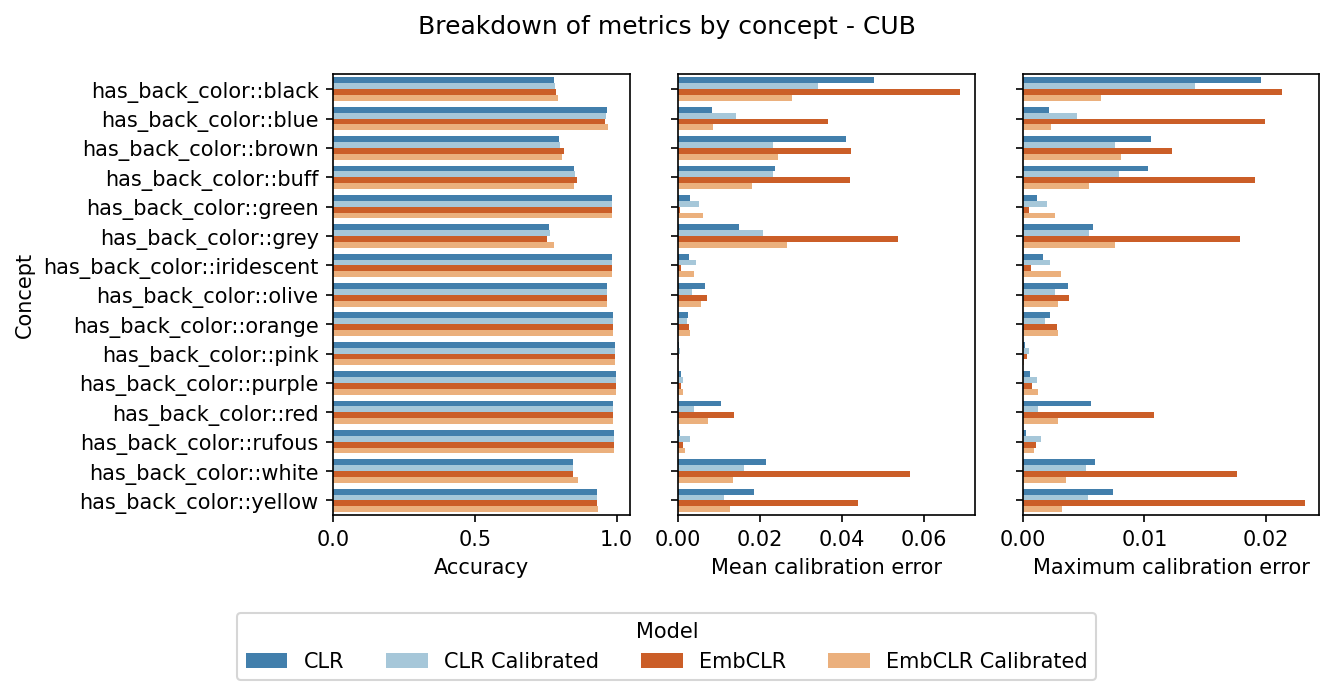 Breakdown of metrics by concept - CUB
Concept
has_back_color::black
has_back_color::blue
has_back_color::brown
has_back_color::buff
has_back_color::green
has_back_color::grey
has_back_color::iridescent
has_back_color::olive
has_back_color::orange
has_back_color::pink
has_back_color::purple
has_back_color::red
has_back_color::rufous
has_back_color::white
has_back_color::yellow
0.0 0.5 1.0
Accuracy
0.00 0.02 0.04 0.06
Mean calibration error
0.00 0.01 0.02
Maximum calibration error
Model
CLR CLR Calibrated EmbCLR EmbCLR Calibrated